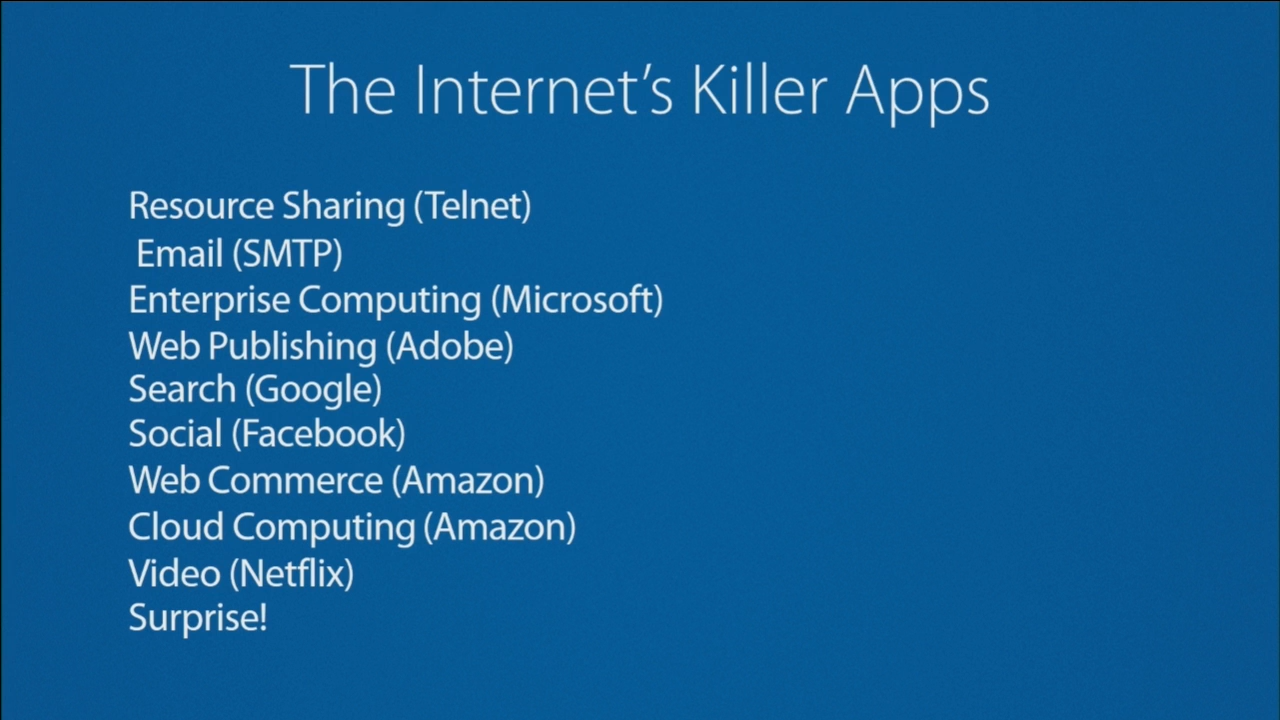 The Internet’s Killer Apps
Resource Sharing (Telnet)
Email (SMTP)
Enterprise Computing (Microsoft)
Web Publishing (Adobe)
Search (Google)
Social (Facebook)
Web Commerce (Amazon)
Cloud Computing (Amazon)
Video (Netflix)
Surprise!